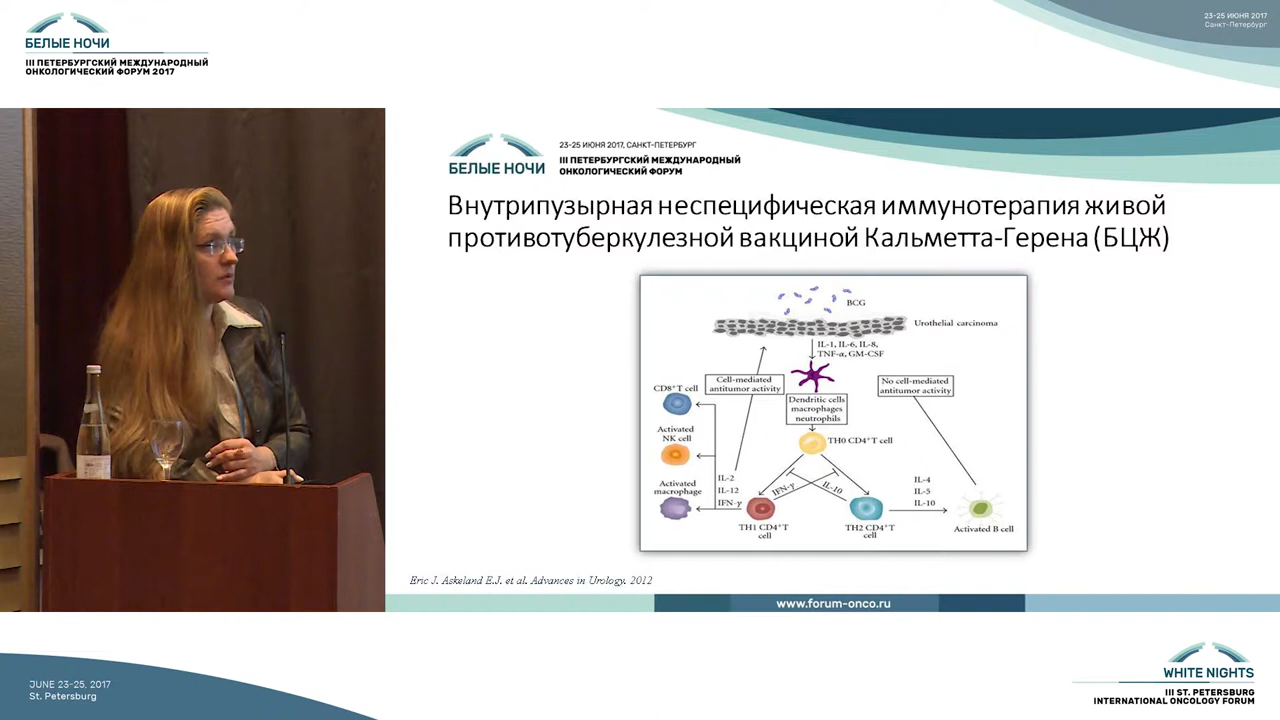 БЕЛЫЕ НОЧИ
III ПЕТЕРБУРГСКИЙ МЕЖДУНАРОДНЫЙ
ОНКОЛОГИЧЕСКИЙ ФОРУМ 2017
23-25 ИЮНЯ 2017
Санкт-Петербург
БЕЛЫЕ НОЧИ
23-25 ИЮНЯ 2017, САНКТ-ПЕТЕРБУРГ
III ПЕТЕРБУРГСКИЙ МЕЖДУНАРОДНЫЙ
ОНКОЛОГИЧЕСКИЙ ФОРУМ
Внутрипузырная неспецифическая иммунотерапия живой
противотуберкулезной вакциной Кальметта-Герена (БЦЖ)
BCG
Urothelial carcinoma
IL-1, IL-6, IL-8,
TNF-α, GM-CSF
Cell-mediated
antitumor activity
No cell-mediated
antitumor activity
CD8⁺T cell
Dendritic cells
macrophages
neutrophils
Activated
NK cell
TH0 CD4⁺T cell
Activated
macrophage
IL-2
IL-12
IFN-γ
IFN-γ
IL-10
IL-4
IL-5
IL-10
TH1 CD4⁺T
cell
TH2 CD4⁺T
cell
Activated B cell
Eric J. Askeland E.J. et al. Advances in Urology. 2012
www.forum-onco.ru
JUNE 23-25, 2017
St. Petersburg
WHITE NIGHTS
III ST. PETERSBURG
INTERNATIONAL ONCOLOGY FORUM